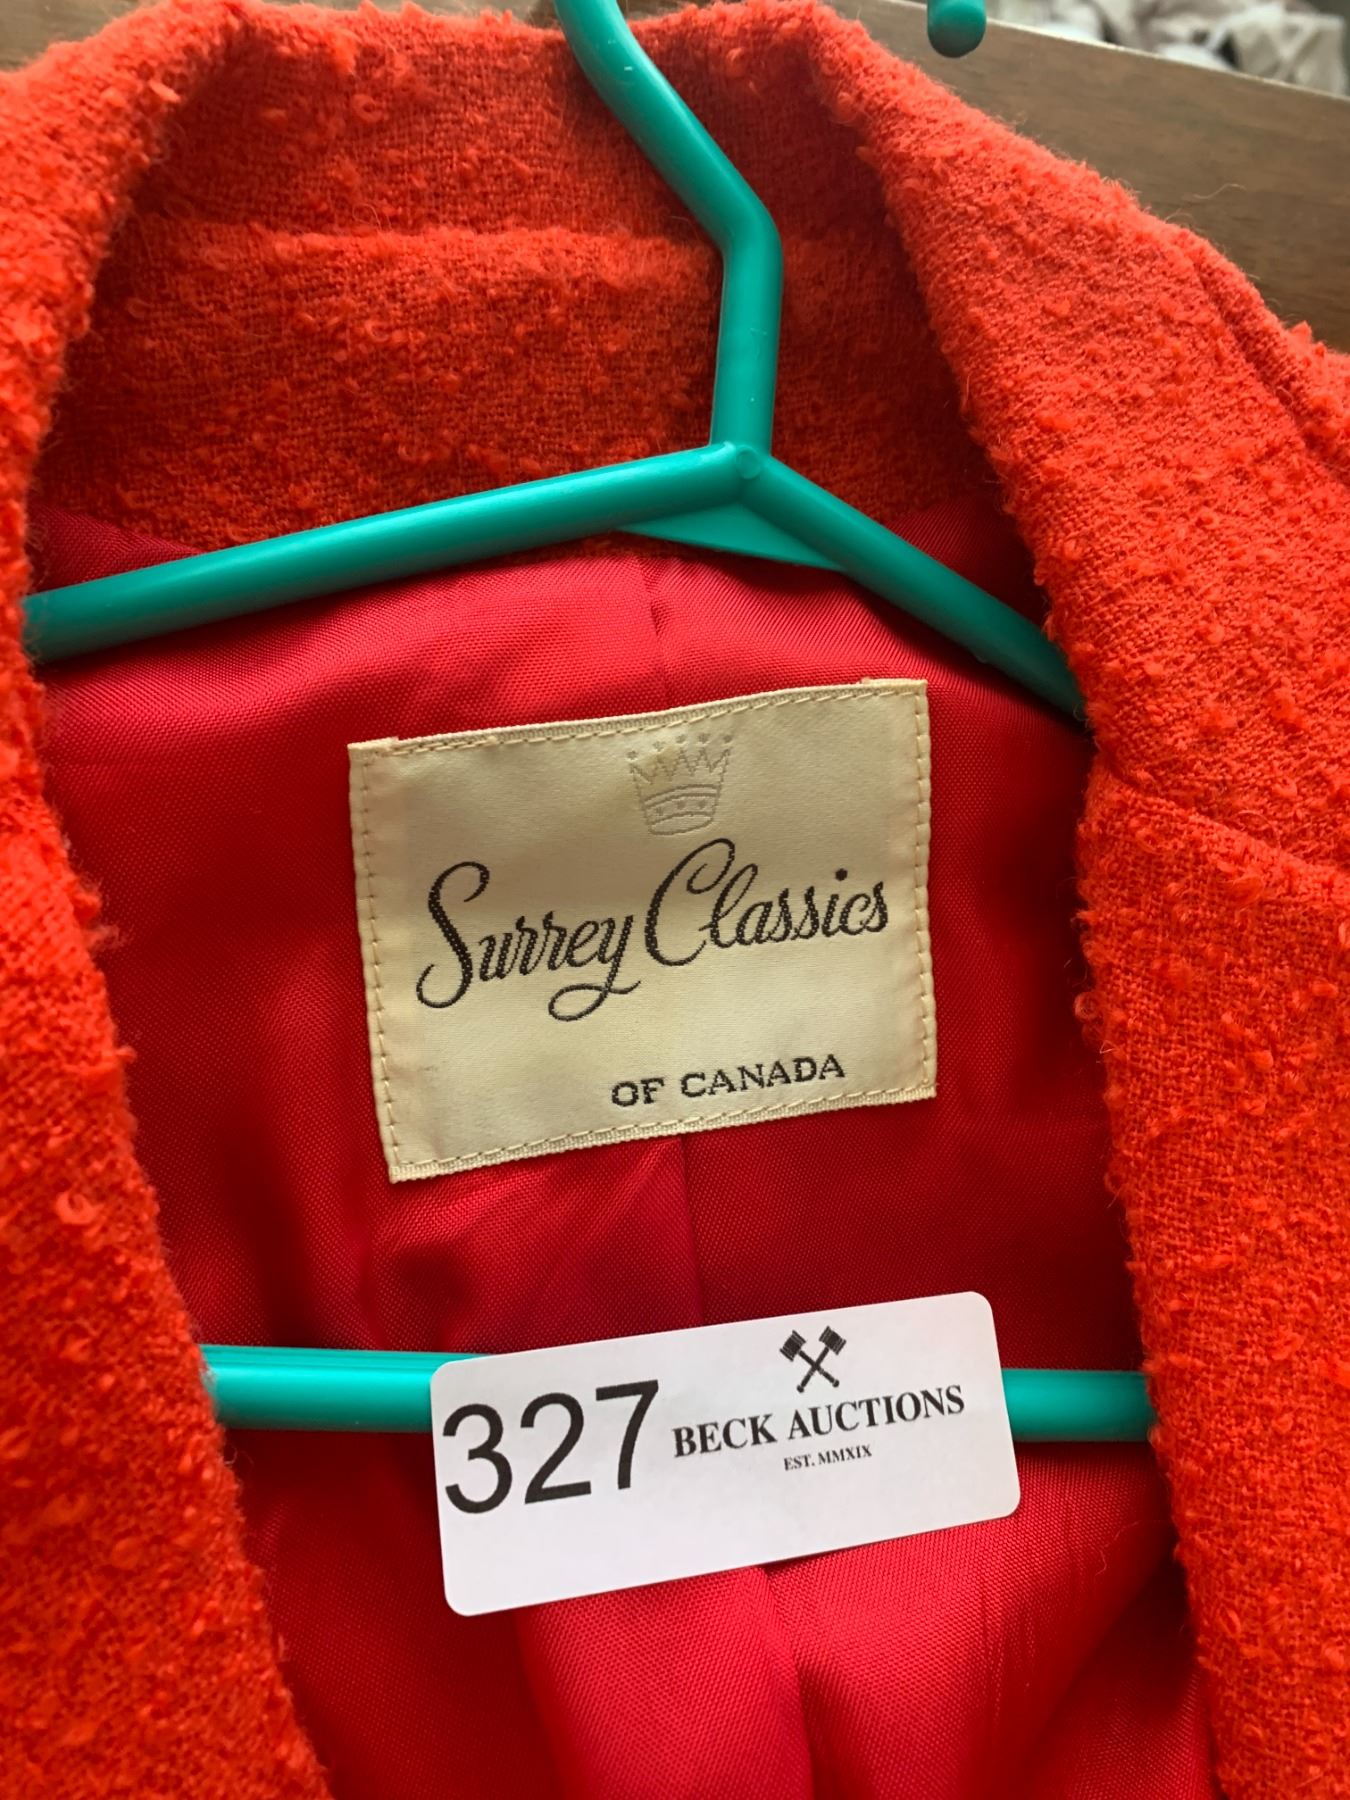 Surrey Classics
OF CANADA
327
BECK AUCTIONS
EST. MMXIX